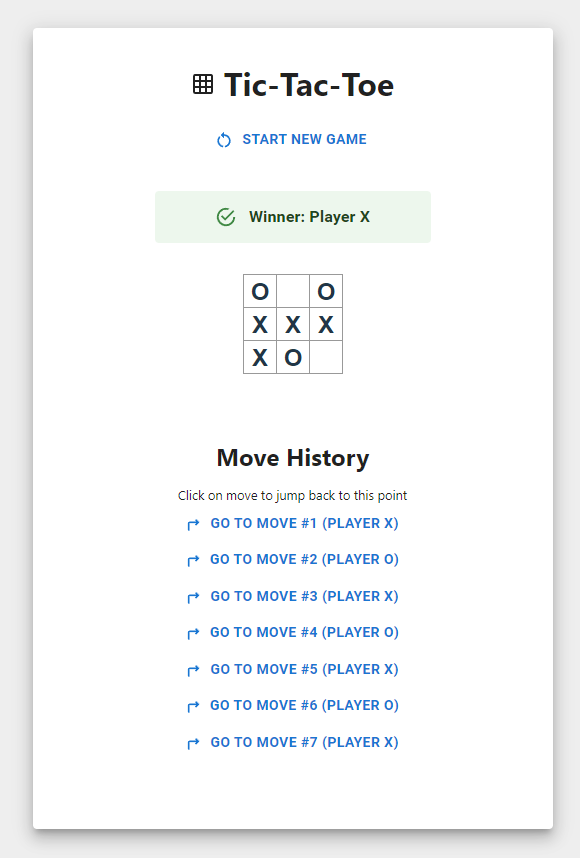 Tic-Tac-Toe
START NEW GAME
Winner: Player X
O O
X X X
X O
Move History
Click on move to jump back to this point
GO TO MOVE #1 (PLAYER X)
GO TO MOVE #2 (PLAYER O)
GO TO MOVE #3 (PLAYER X)
GO TO MOVE #4 (PLAYER O)
GO TO MOVE #5 (PLAYER X)
GO TO MOVE #6 (PLAYER O)
GO TO MOVE #7 (PLAYER X)